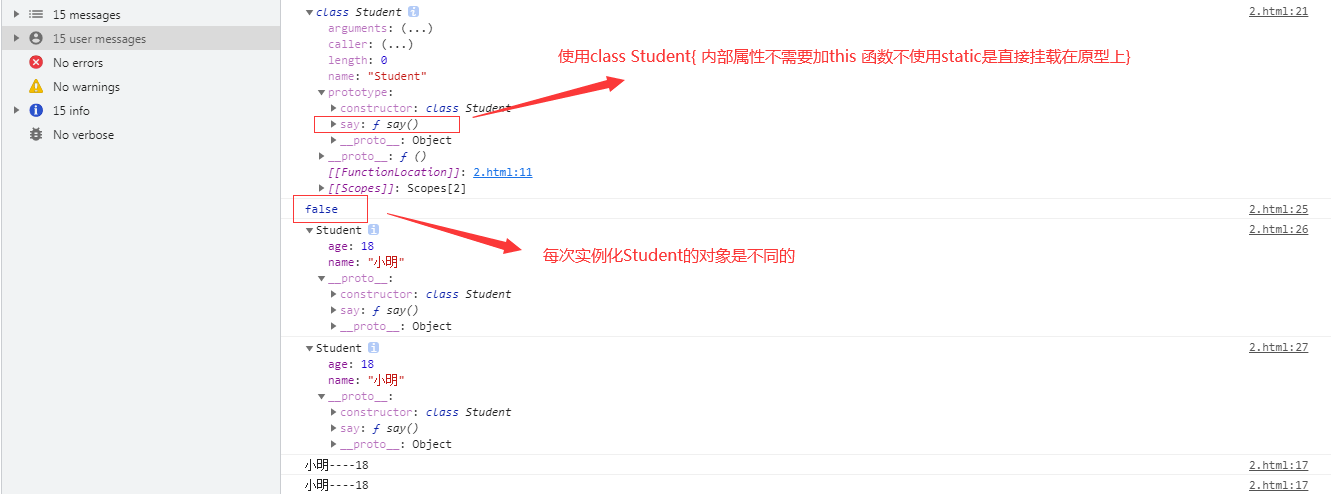 15 messages
15 user messages
No errors
No warnings
15 info
No verbose
class Student i 2.html:21
arguments: (...)
caller: (...)
length: 0
name: "Student"
prototype:
constructor: class Student
say: ƒ say()
__proto__: Object
__proto__: ƒ ()
[[FunctionLocation]]: 2.html:11
[[Scopes]]: Scopes[2]
使用class Student{ 内部属性不需要加this 函数不使用static是直接挂载在原型上}
false 2.html:25
每次实例化Student的对象是不同的
Student i 2.html:26
age: 18
name: "小明"
__proto__:
constructor: class Student
say: ƒ say()
__proto__: Object
Student i 2.html:27
age: 18
name: "小明"
__proto__:
constructor: class Student
say: ƒ say()
__proto__: Object
小明----18 2.html:17
小明----18 2.html:17